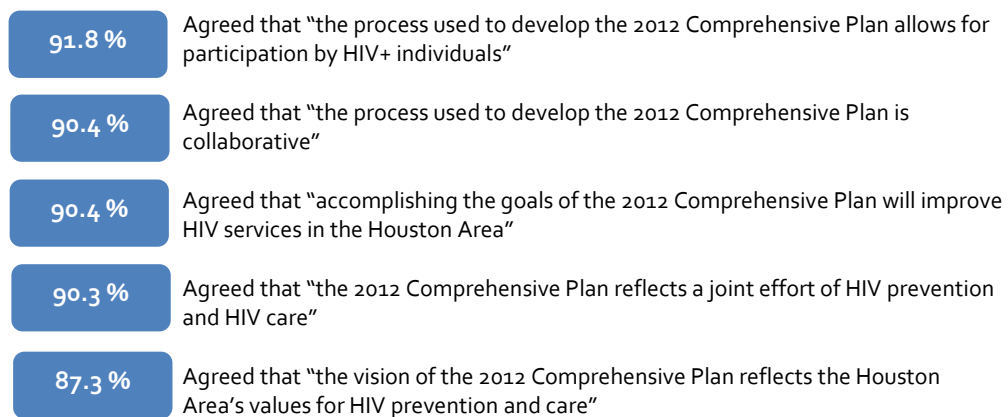 91.8 %
Agreed that “the process used to develop the 2012 Comprehensive Plan allows for
participation by HIV+ individuals”
90.4 %
Agreed that “the process used to develop the 2012 Comprehensive Plan is
collaborative”
90.4 %
Agreed that “accomplishing the goals of the 2012 Comprehensive Plan will improve
HIV services in the Houston Area”
90.3 %
Agreed that “the 2012 Comprehensive Plan reflects a joint effort of HIV prevention
and HIV care”
87.3 %
Agreed that “the vision of the 2012 Comprehensive Plan reflects the Houston
Area’s values for HIV prevention and care”